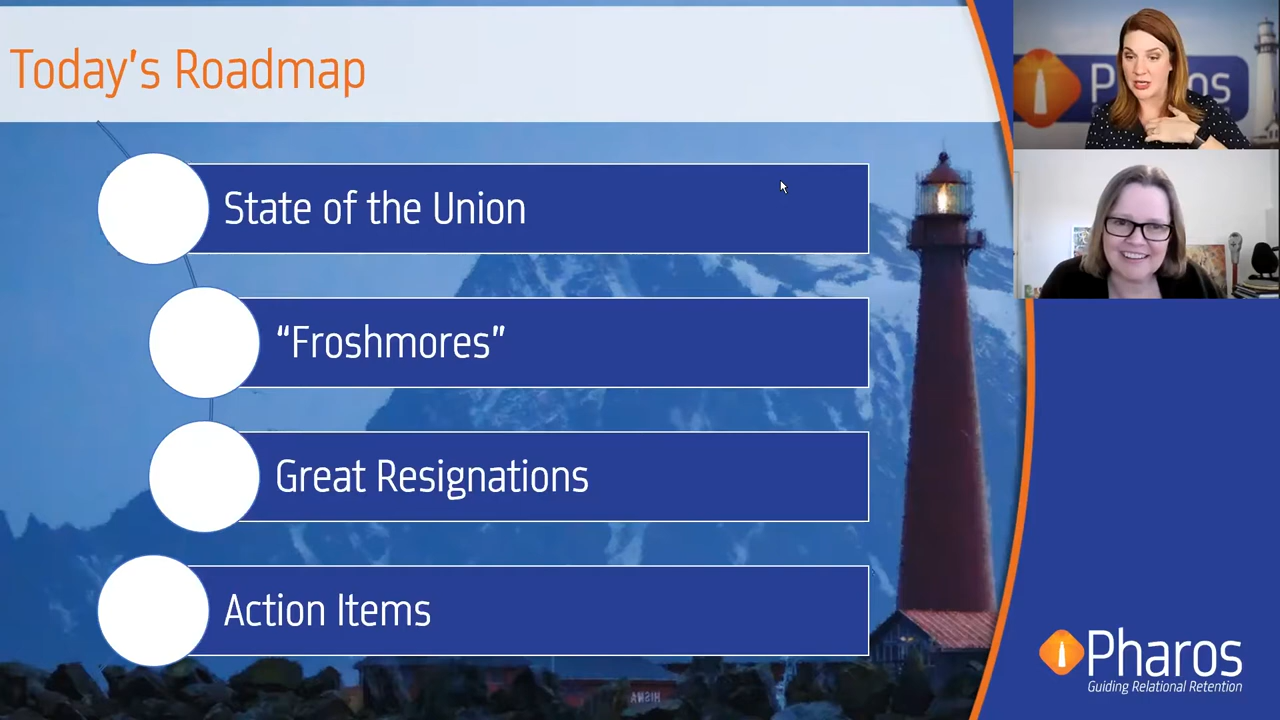 Today's Roadmap
State of the Union
“Froshmores”
Great Resignations
Action Items
Pharos
Guiding Relational Retention